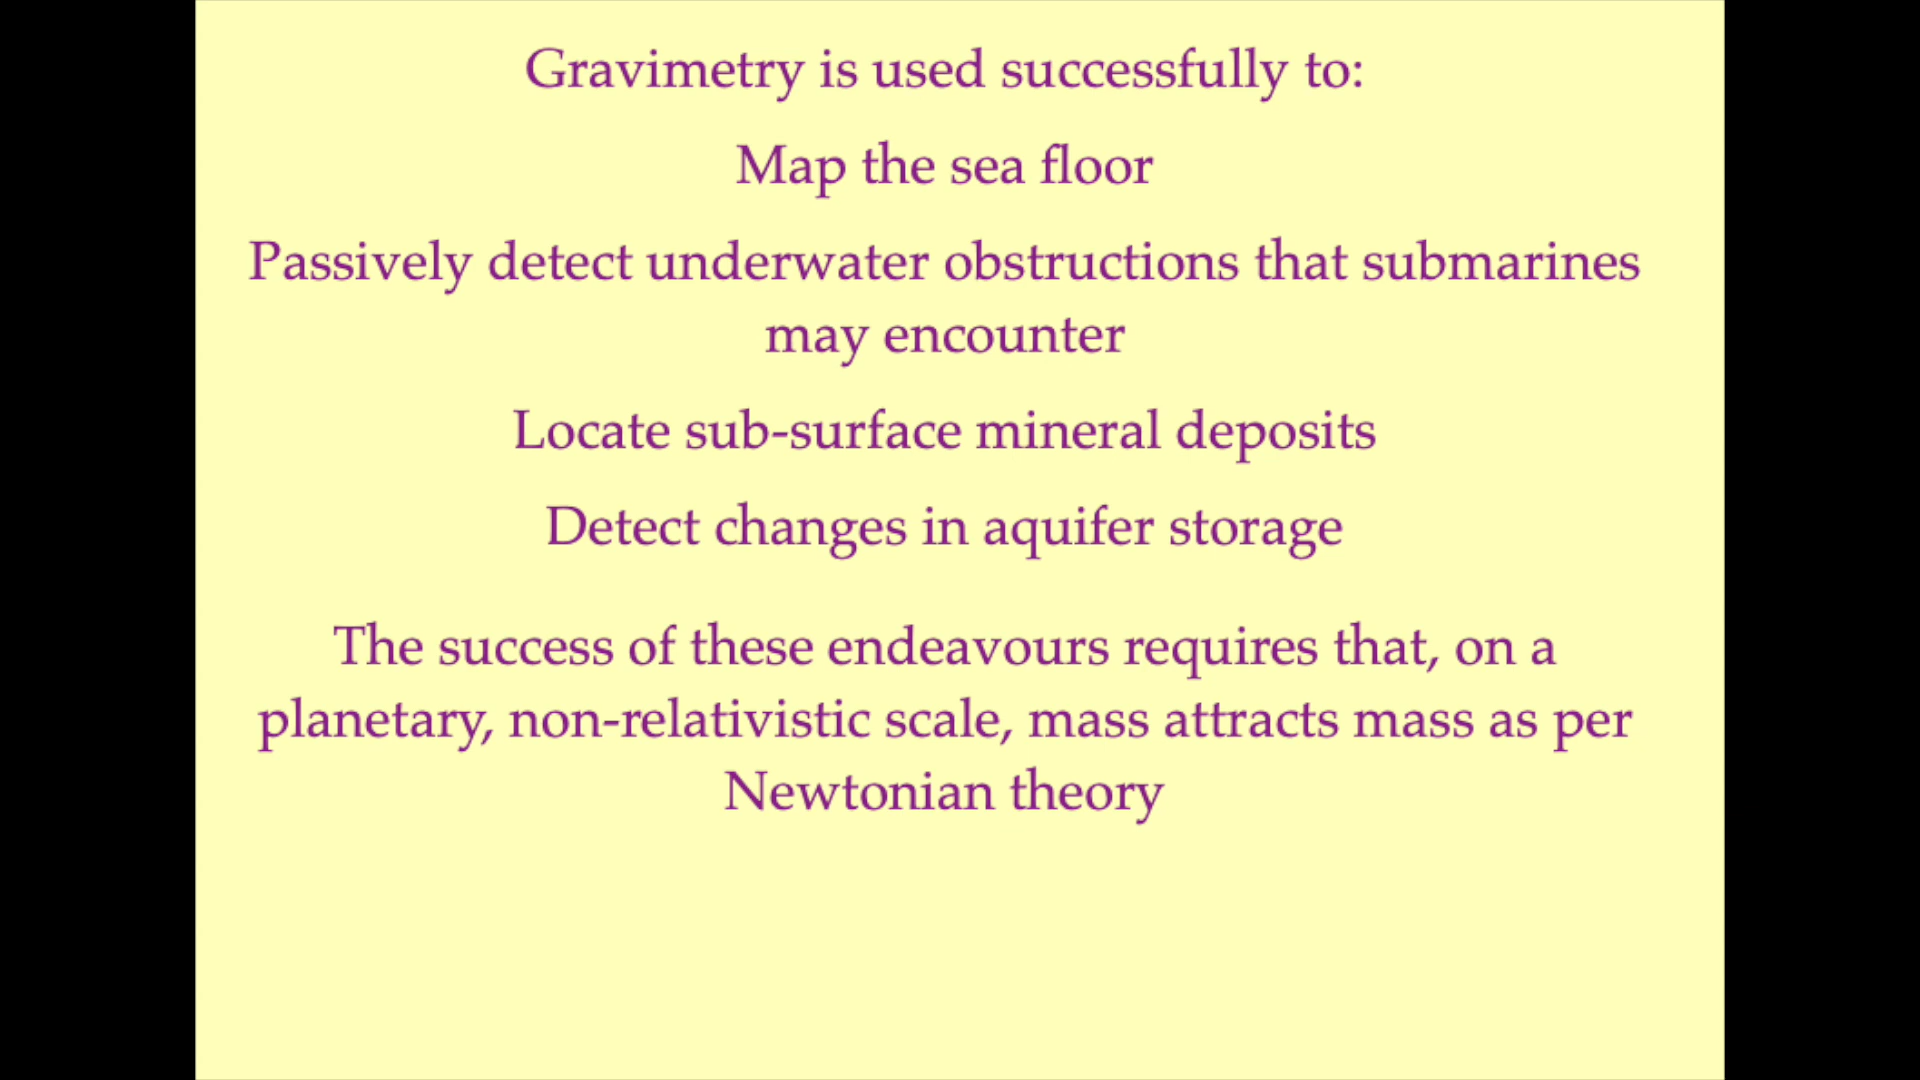 Gravimetry is used successfully to:
Map the sea floor
Passively detect underwater obstructions that submarines
may encounter
Locate sub-surface mineral deposits
Detect changes in aquifer storage
The success of these endeavours requires that, on a
planetary, non-relativistic scale, mass attracts mass as per
Newtonian theory